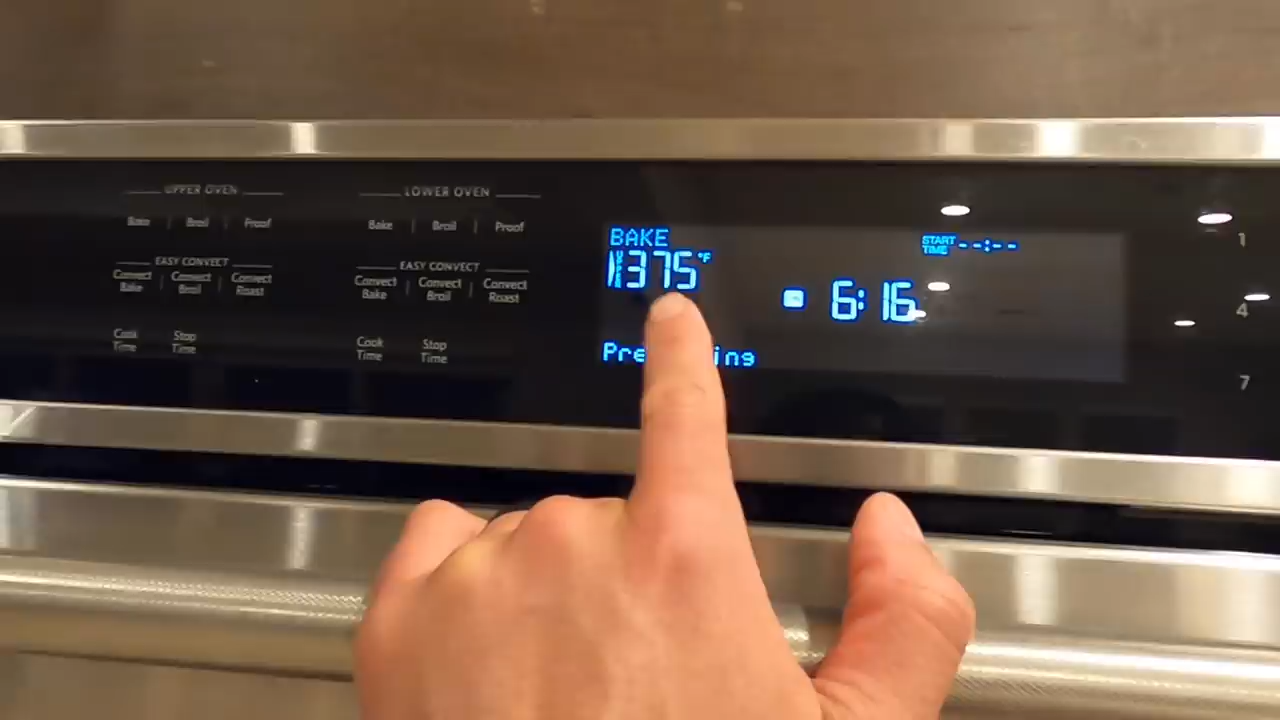 UPPER OVEN
Bake | Broil | Proof
EASY CONVECT
Convect Bake | Convect Broil | Convect Roast
Cook Time
Stop Time
LOWER OVEN
Bake | Broil | Proof
EASY CONVECT
Convect Bake | Convect Broil | Convect Roast
Cook Time
Stop Time
BAKE
375°F
Pre
ing
6:16
START TIME --:--
1
4
7